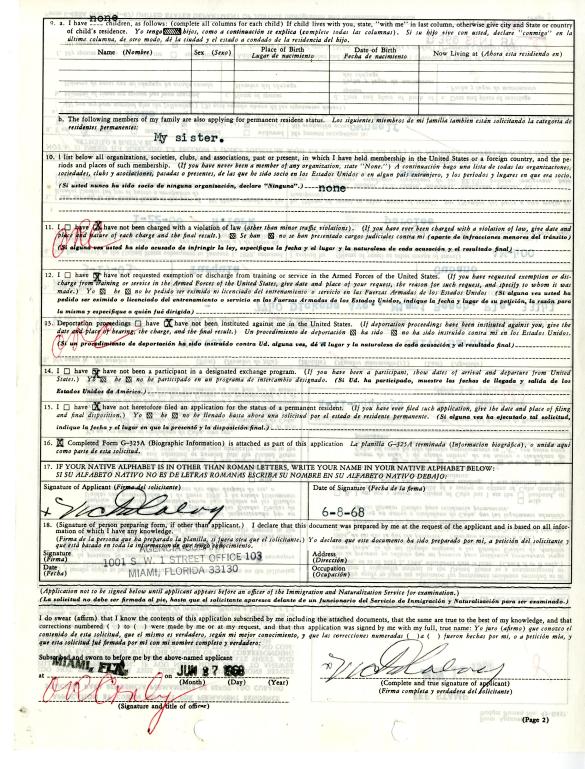 none
9. a. I have .... children, as follows: (complete all columns for each child) If child lives with you, state, "with me" in last column, otherwise give city and State or country
of child's residence. Yo tengo hijos, como a continuación se explica (complete todas las columnas). Si su hijo vive con usted, declare "conmigo" en la
última columna, de otro modo, dé la ciudad y el estado a condado de la residencia del hijo.
Name (Nombre) Sex (Sexo) Place of Birth Lugar de nacimiento Date of Birth Fecha de nacimiento Now Living at (Ahora esta residiendo en)
b. The following members of my family are also applying for permanent resident status. Los siguientes miembros de mi familia tambien están solicitando la categoría de
residentes permanentes:
My sister.
10. I list below all organizations, societies, clubs, and associations, past or present, in which I have held membership in the United States or a foreign country, and the pe-
riods and places of such membership. (If you have never been a member of any organization, state "None".) A continuación hago una lista de todas las organizaciones,
sociedades, clubs y asociaciones, pasadas o presentes, de las que he sido socio en los Estados Unidos o en algun país extranjero, y los períodos y lugares en que era socio.
(Si usted nunca ha sido socio de ninguna organización, declare "Ninguna").----none
11. I ☐ have ☒ have not been charged with a violation of law (other than minor traffic violations). (If you have ever been charged with a violation of law, give date and
place and nature of each charge and the final result.) Se han no se han presentado cargos judiciales contra mí (aparte de infracciones menores del tránsito)
(Si alguna vez usted ha sido acusado de infringir la ley, especifique la fecha y el lugar y la naturaleza de cada acusación y el resultado final)
12. I ☐ have ☒ have not requested exemption or discharge from training or service in the Armed Forces of the United States. (If you have requested exemption or dis-
charge from training or service in the Armed Forces of the United States, give date and place of your request, the reason for such request, and specify to whom it was
made.) Yo he no he pedido ser eximido ni licenciado del entrenamiento o servicio en las Fuerzas Armadas de los Estados Unidos. (Si alguna vez usted ha
pedido ser eximido o licenciado del entrenamiento o servicio en las Fuerzas Armadas de los Estados Unidos, indique la fecha y lugar de su petición, la razón para
la misma y especifique a quién fué dirigido)
13. Deportation proceedings ☐ have ☒ have not been instituted against me in the United States. (If deportation proceedings have been instituted against you, give the
date and place of hearing, the charge, and the final result.) Un procedimiento de deportación ha sido no ha sido instruido contra mi en los Estados Unidos.
(Si un procedimiento de deportación ha sido instruido contra Ud. alguna vez, dé el lugar y la naturaleza de cada acusación y el resultado final)
14. I ☐ have ☒ have not been a participant in a designated exchange program. (If you have been a participant, show dates of arrival and departure from United
States.) Yo he no he participado en un programa de intercambio designado. (Si Ud. ha participado, muestre las fechas de llegada y salida de los
Estados Unidos de América.)
15. I ☐ have ☒ have not heretofore filed an application for the status of a permanent resident. (If you have ever filed such application, give the date and place of filing
and final disposition.) Yo he no he llenado hasta ahora una solicitud por el estado de residente permanente. (Si alguna vez ha ejecutado tal solicitud,
indique la fecha y el lugar en que la presentó y la disposición final.)
16. ☒ Completed Form G-325A (Biographic Information) is attached as part of this application La planilla G-325A terminada (Información biográfica), o unida aquí
como parte de esta solicitud.
17. IF YOUR NATIVE ALPHABET IS IN OTHER THAN ROMAN LETTERS, WRITE YOUR NAME IN YOUR NATIVE ALPHABET BELOW:
SI SU ALFABETO NATIVO NO ES DE LETRAS ROMANAS ESCRIBA SU NOMBRE EN SU ALFABETO NATIVO DEBAJO:
Signature of Applicant (Firma del solicitante) Date of Signature (Fecha de la firma)
6-8-68
18. (Signature of person preparing form, if other than applicant.) I declare that this document was prepared by me at the request of the applicant and is based on all infor-
mation of which I have any knowledge.
(Firma de la persona que ha preparado la planilla, si fuera otra que el solicitante.) Yo declaro que este documento ha sido preparado por mi, a petición del solicitante y
que está basado en toda la información de que tengo conocimiento.
Signature (Firma) Address (Dirección)
1001 S. W. 1 STREET OFFICE 103
Date (Fecha) Occupation (Ocupación)
MIAMI, FLORIDA 33130
(Application not to be signed below until applicant appears before an officer of the Immigration and Naturalization Service for examination.)
(La solicitud no debe ser firmada al pie, hasta que el solicitante aparezca delante de un funcionario del Servicio de Inmigración y Naturalización para ser examinado.)
I do swear (affirm) that I know the contents of this application subscribed by me including the attached documents, that the same are true to the best of my knowledge, and that
corrections numbered ( ) to ( ) were made by me or at my request, and that this application was signed by me with my full, true name: Yo juro (afirmo) que conozco el
contenido de esta solicitud, que el mismo es verdadero, según mi mejor conocimiento, y que las correcciones numeradas ( ) a ( ) fueron hechas por mi, o a petición mia, y
que esta solicitud fué firmada por mi con mi nombre completo y verdadero:
Subscribed and sworn to before me by the above-named applicant
at MIAMI, FLA. on JUN 27 1968
(Month) (Day) (Year)
(Complete and true signature of applicant)
(Firma completa y verdadera del solicitante)
(Signature and title of officer)
(Page 2)